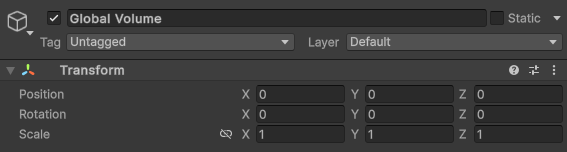 Global Volume Static
Tag Untagged Layer Default
Transform
Position X 0 Y 0 Z 0
Rotation X 0 Y 0 Z 0
Scale X 1 Y 1 Z 1